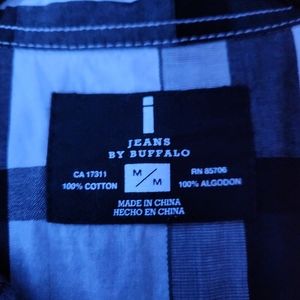 i
JEANS
BY BUFFALO
CA 17311 M/M RN 85706
100% COTTON 100% ALGODON
MADE IN CHINA
HECHO EN CHINA